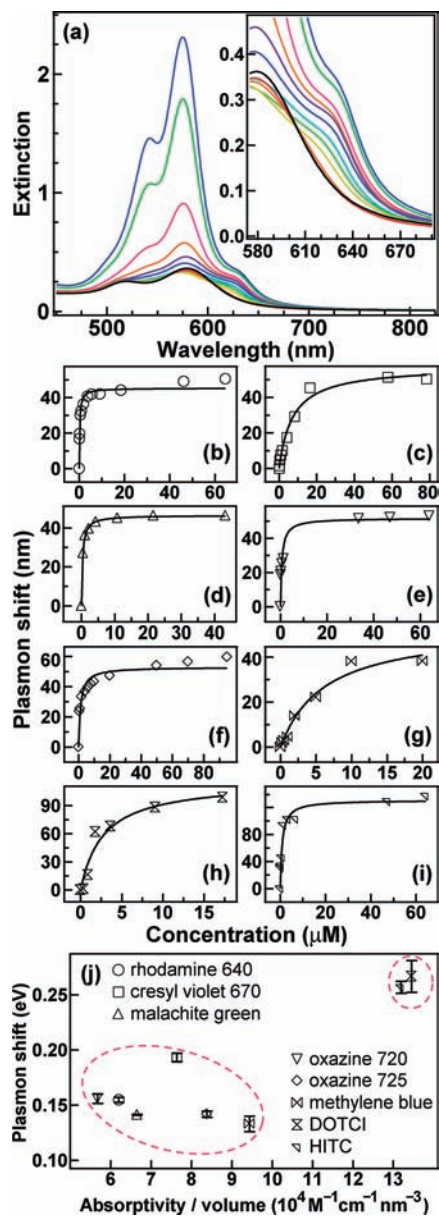 (a)
Extinction
2
1
0
500 600 700 800
Wavelength (nm)
0.4
0.3
0.2
0.1
0.0
580 610 640 670
Plasmon shift (nm)
40
20
0
0 20 40 60
(b)
40
20
0
0 20 40 60 80
(c)
40
20
0
0 10 20 30 40
(d)
40
20
0
0 20 40 60
(e)
60
40
20
0
0 20 40 60 80
(f)
40
20
0
0 5 10 15 20
(g)
90
60
30
0
0 5 10 15
(h)
80
40
0
0 20 40 60
(i)
Concentration (μM)
(j)
Plasmon shift (eV)
0.25
0.20
0.15
0.10
rhodamine 640
cresyl violet 670
malachite green
oxazine 720
oxazine 725
methylene blue
DOTCI
HITC
6 7 8 9 10 11 12 13
Absorptivity / volume (10⁴ M⁻¹cm⁻¹ nm⁻³)